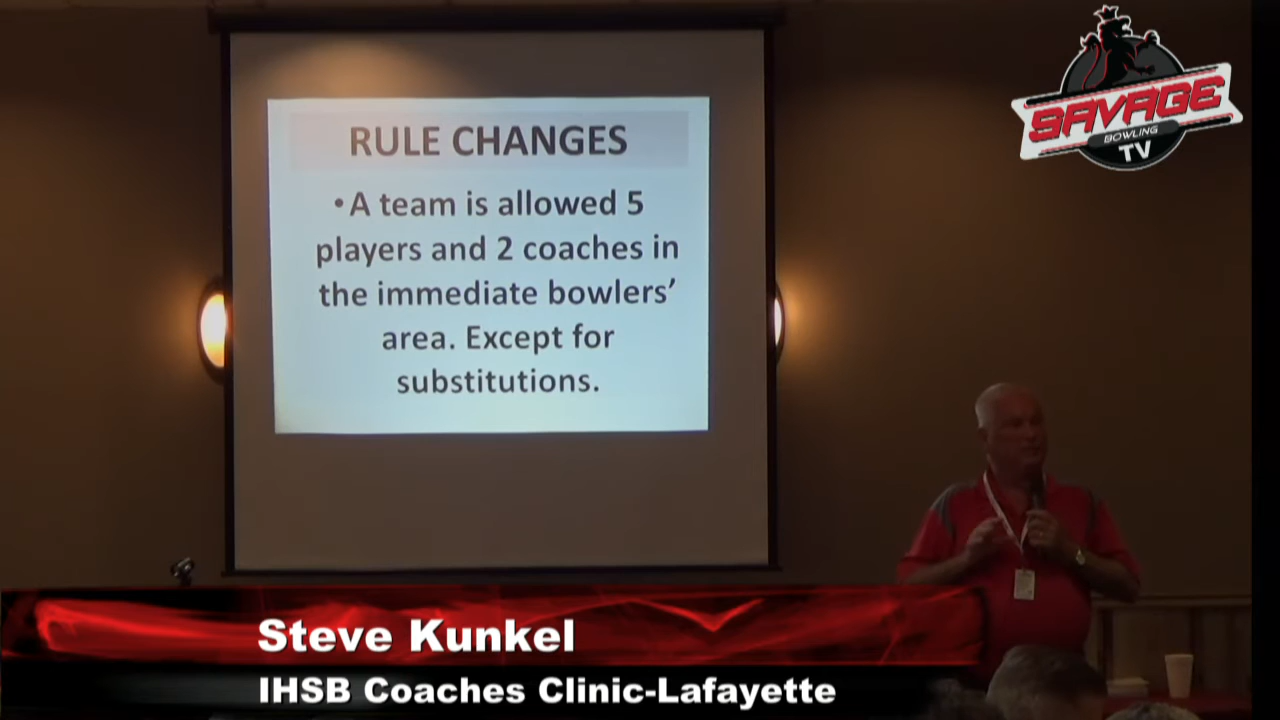 SAVAGE
BOWLING
TV
RULE CHANGES
•A team is allowed 5
players and 2 coaches in
the immediate bowlers’
area. Except for
substitutions.
Steve Kunkel
IHSB Coaches Clinic-Lafayette